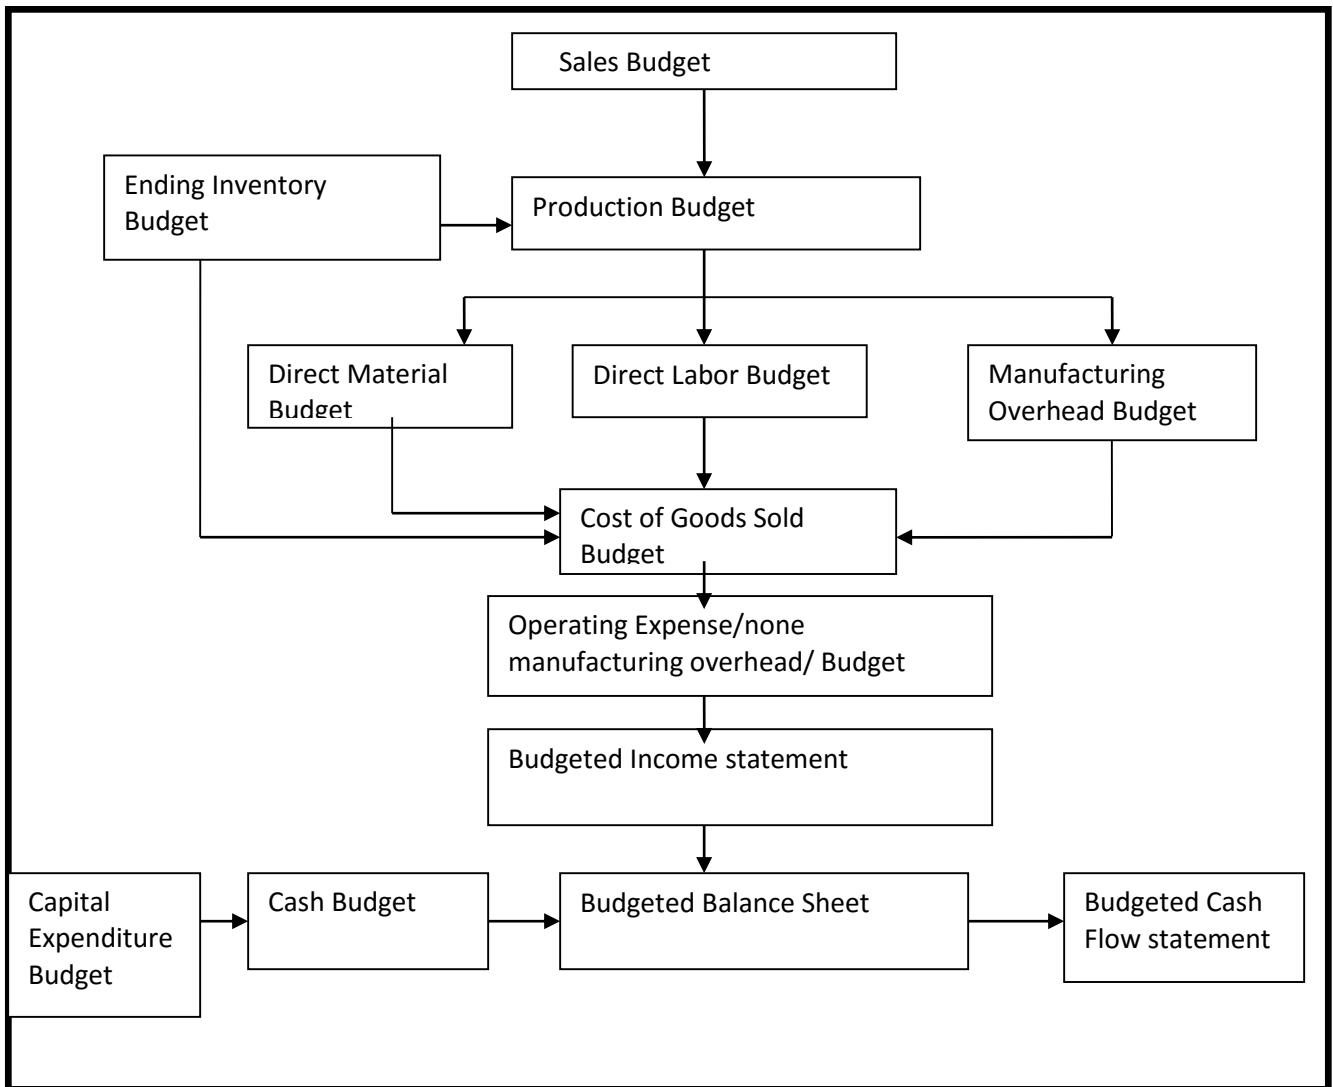 Sales Budget
Ending Inventory
Budget
Production Budget
Direct Material
Budget
Direct Labor Budget
Manufacturing
Overhead Budget
Cost of Goods Sold
Budget
Operating Expense/none
manufacturing overhead/ Budget
Budgeted Income statement
Capital
Expenditure
Budget
Cash Budget
Budgeted Balance Sheet
Budgeted Cash
Flow statement